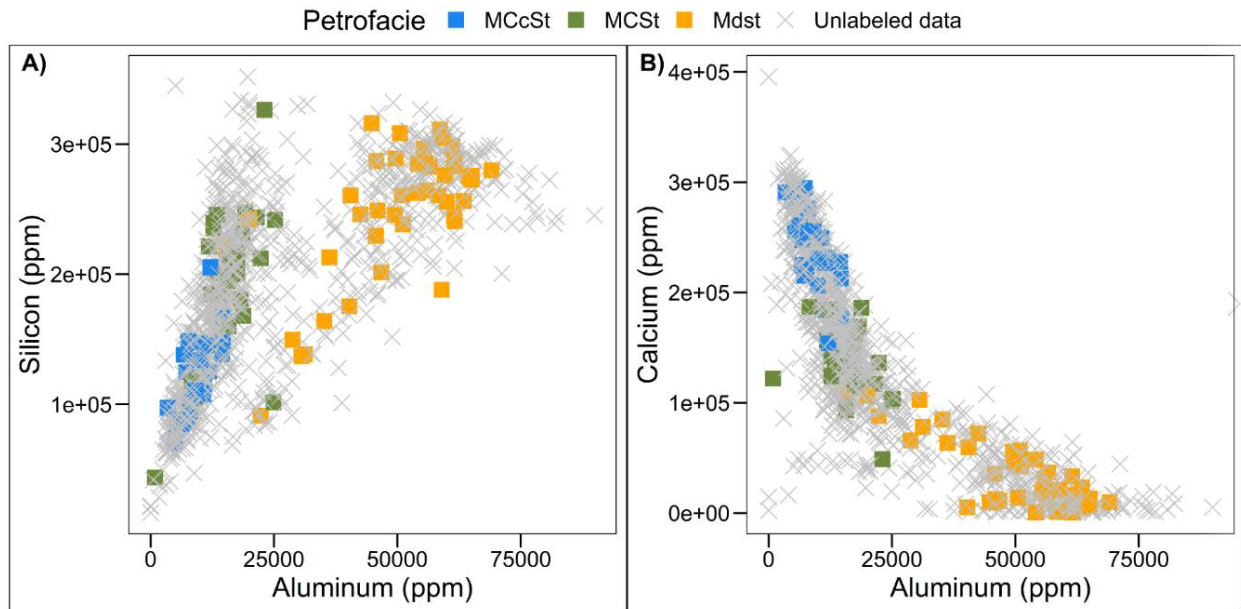 Petrofacie MCcSt MCSt Mdst Unlabeled data
A)
Silicon (ppm)
3e+05
2e+05
1e+05
0 25000 50000 75000
Aluminum (ppm)
B)
Calcium (ppm)
4e+05
3e+05
2e+05
1e+05
0e+00
0 25000 50000 75000
Aluminum (ppm)